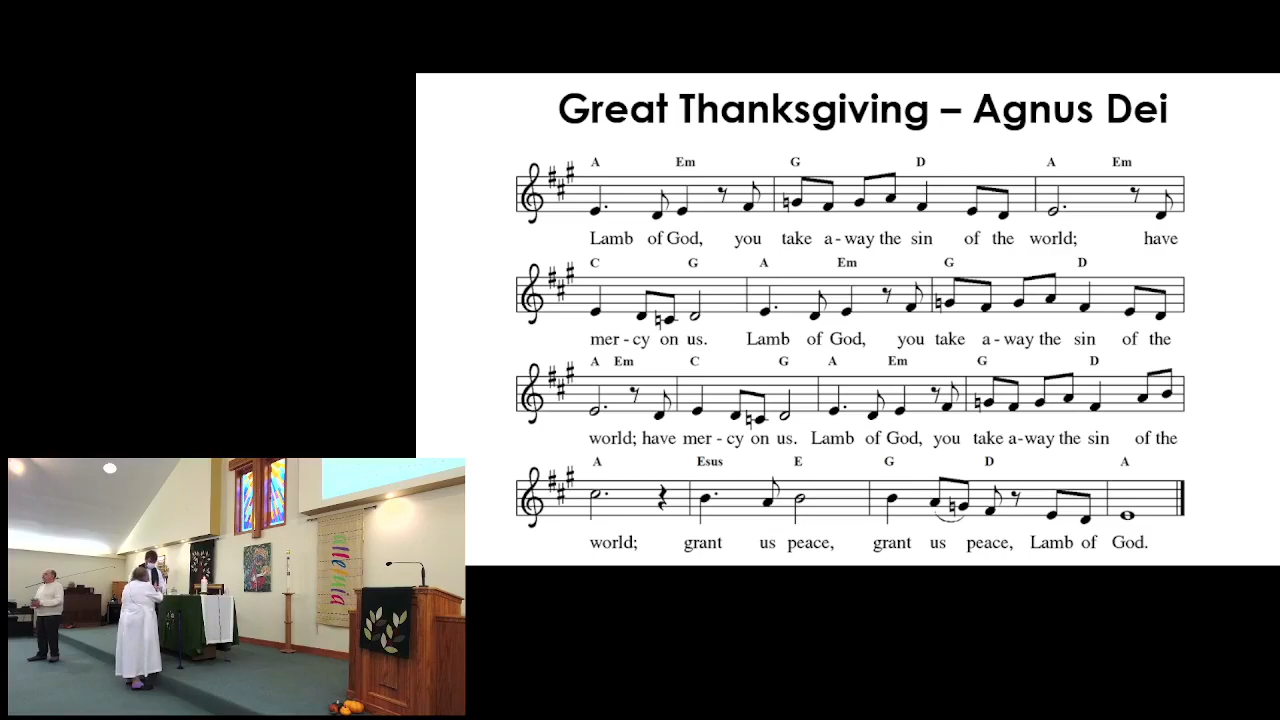 Great Thanksgiving – Agnus Dei
A Em G D A Em
Lamb of God, you take a - way the sin of the world; have
C G A Em G D
mer - cy on us. Lamb of God, you take a - way the sin of the
A Em C G A Em G D
world; have mer - cy on us. Lamb of God, you take a-way the sin of the
A Esus E G D A
world; grant us peace, grant us peace, Lamb of God.
alleluia